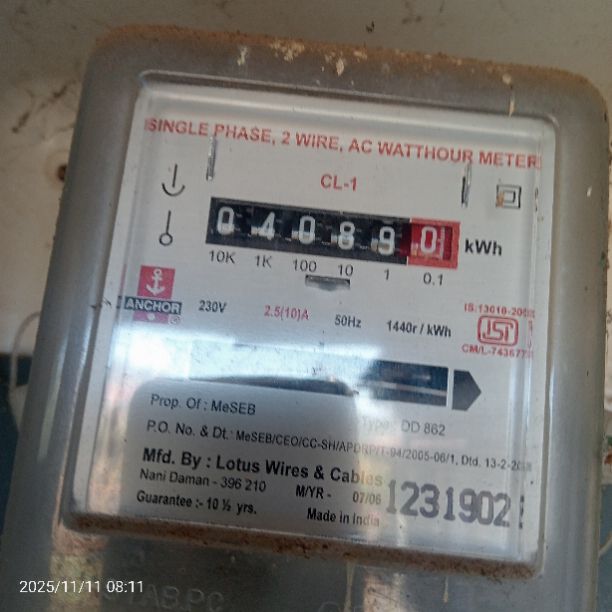 SINGLE PHASE, 2 WIRE, AC WATTHOUR METER
CL-1
0 4 0 8 9 0 kWh
10K 1K 100 10 1 0.1
ANCHOR 230V 2.5(10)A 50Hz 1440r / kWh
IS:13010-
ISI
CM/L-
Prop. Of : MeSEB
Type : DD 862
P.O. No. & Dt.: MeSEB/CEO/CC-SH/APDRP/T-94/2005-06/1, Dtd. 13-2-
Mfd. By : Lotus Wires & Cables
Nani Daman - 396 210 M/YR - 07/06
Guarantee :- 10 ½ yrs. Made in India
1231902
2025/11/11 08:11